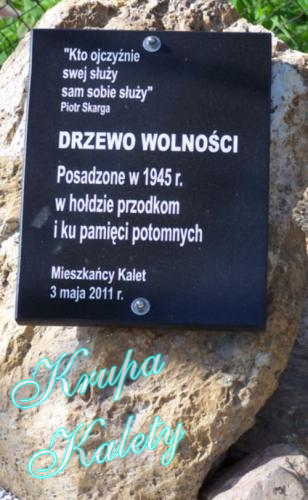 "Kto ojczyźnie
swej służy
sam sobie służy"
Piotr Skarga
DRZEWO WOLNOŚCI
Posadzone w 1945 r.
w hołdzie przodkom
i ku pamięci potomnych
Mieszkańcy Kalet
3 maja 2011 r.
Krupa
Kalety